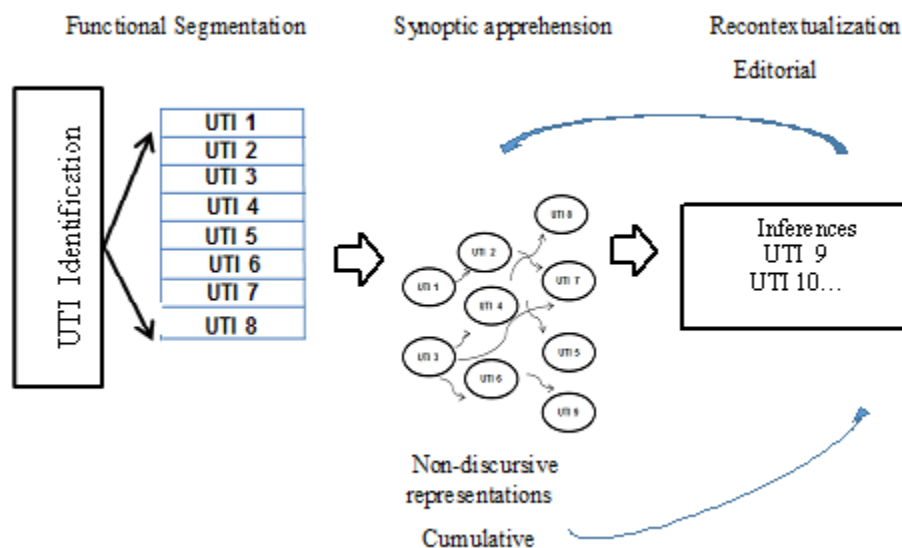 Functional Segmentation
Synoptic apprehension
Recontextualization
Editorial
UTI Identification
UTI 1
UTI 2
UTI 3
UTI 4
UTI 5
UTI 6
UTI 7
UTI 8
UTI
UTI 2
UTI 7
UTI 1
UTI 4
UTI 3
UTI 5
UTI 6
UTI
Inferences
UTI 9
UTI 10...
Non-discursive
representations
Cumulative